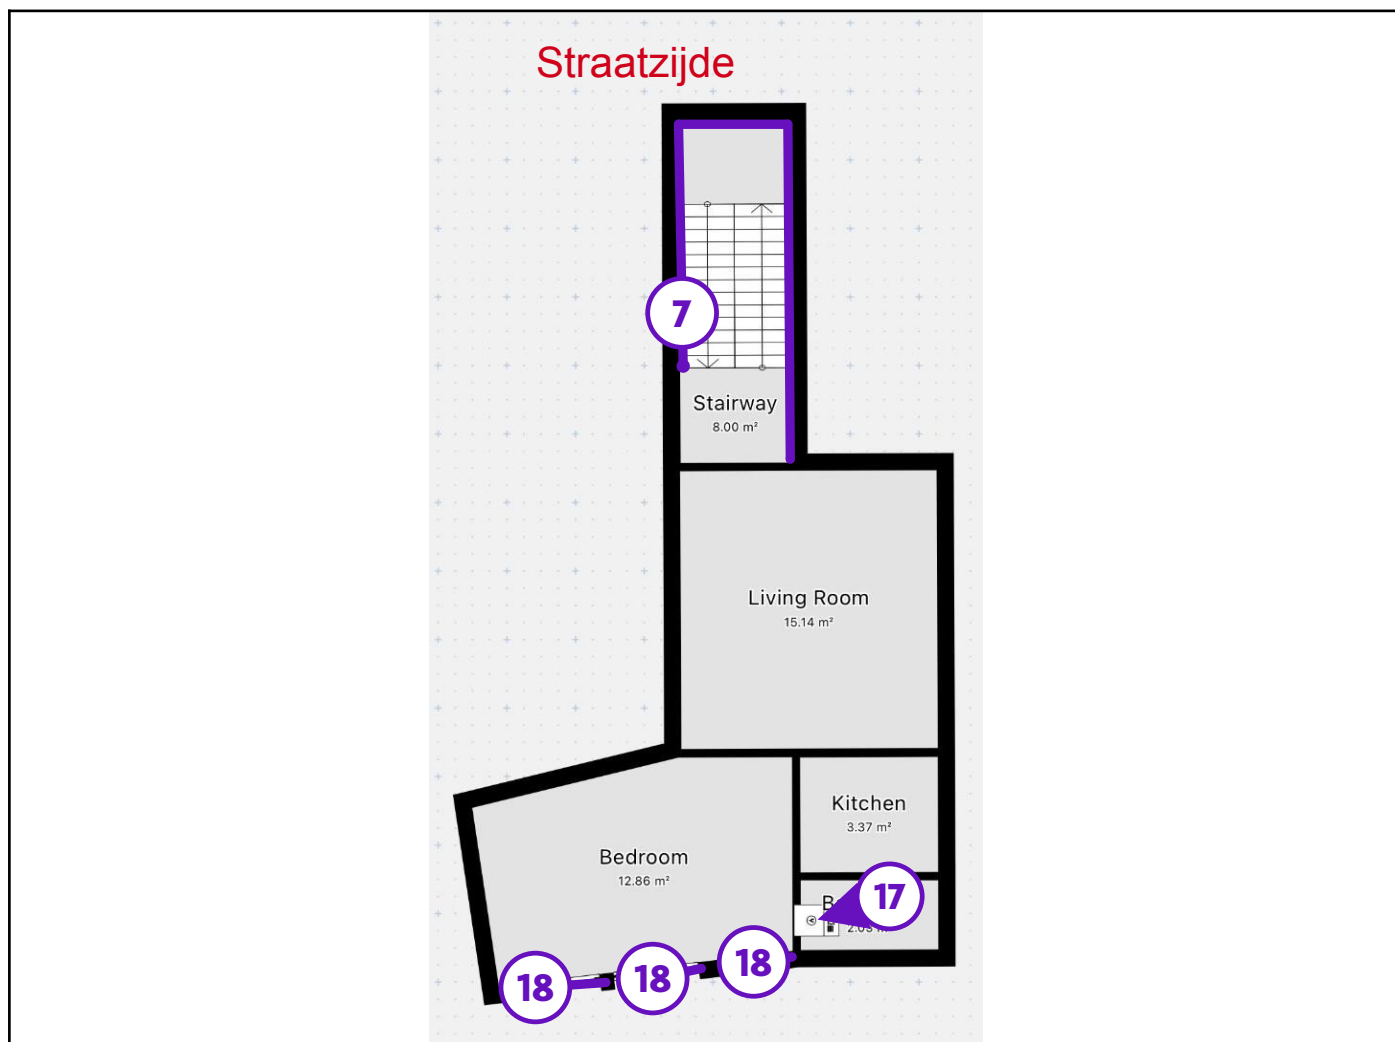 Straatzijde
7
Stairway
8.00 m²
Living Room
15.14 m²
Kitchen
3.37 m²
Bedroom
12.86 m²
17
18
18
18